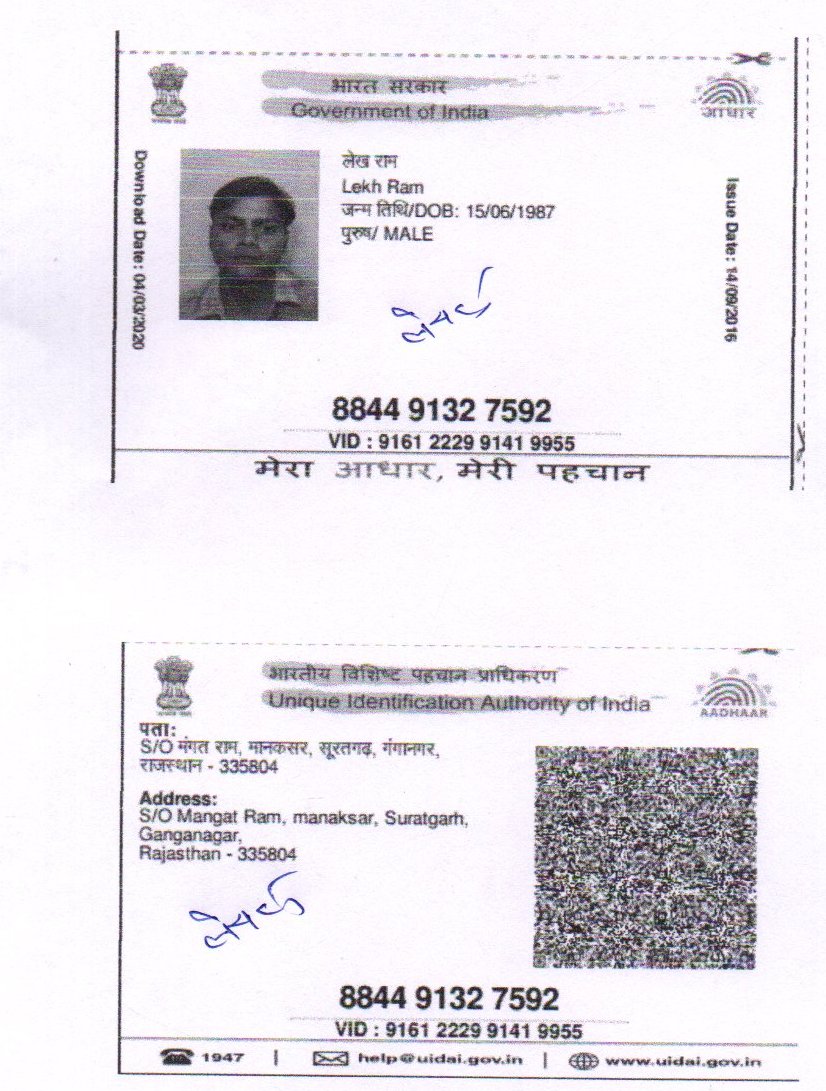 भारत सरकार
Government of India
आधार
Download Date: 04/03/2020
लेख राम
Lekh Ram
जन्म तिथि/DOB: 15/06/1987
पुरुष/ MALE
Issue Date: 14/09/2016
8844 9132 7592
VID : 9161 2229 9141 9955
मेरा आधार, मेरी पहचान
भारतीय विशिष्ट पहचान प्राधिकरण
Unique Identification Authority of India
AADHAAR
पता:
S/O मंगत राम, मानकसर, सूरतगढ़, गंगानगर,
राजस्थान - 335804
Address:
S/O Mangat Ram, manaksar, Suratgarh,
Ganganagar,
Rajasthan - 335804
8844 9132 7592
VID : 9161 2229 9141 9955
1947 | help@uidai.gov.in | www.uidai.gov.in